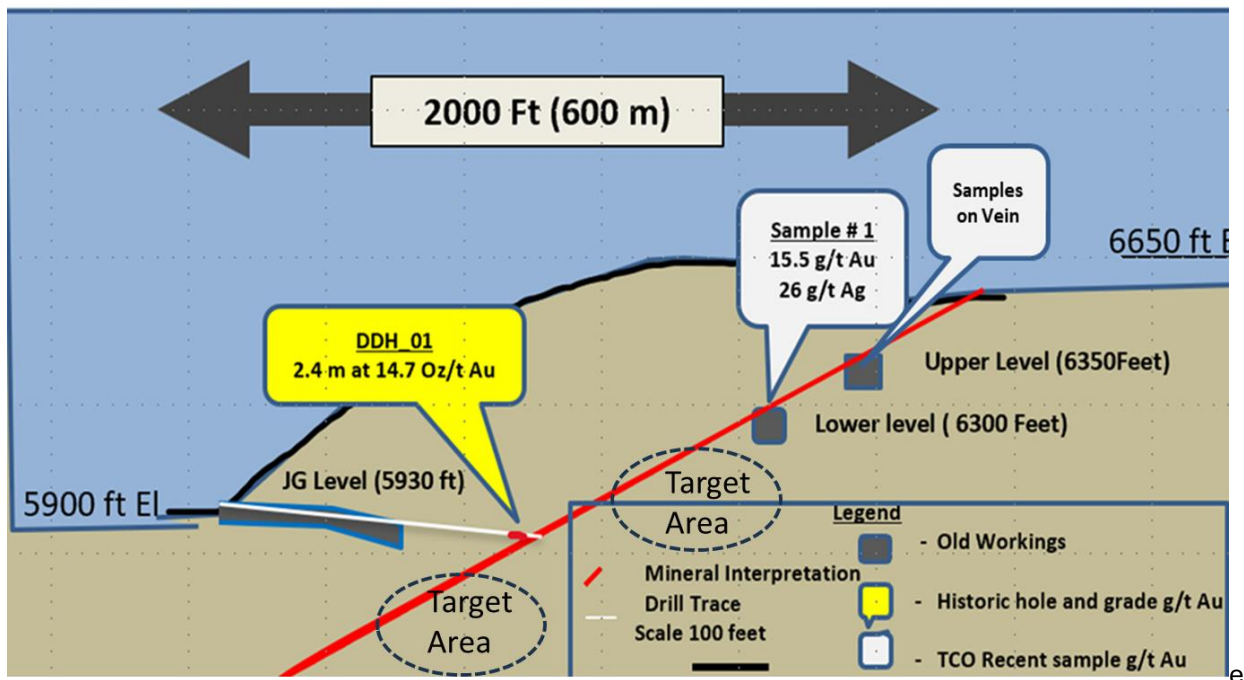 2000 Ft (600 m)
Samples
on Vein
Sample # 1
15.5 g/t Au
26 g/t Ag
6650 ft E
DDH_01
2.4 m at 14.7 Oz/t Au
Upper Level (6350Feet)
Lower level ( 6300 Feet)
JG Level (5930 ft)
5900 ft El
Target
Area
Target
Area
Legend
- Old Workings
Mineral Interpretation
Drill Trace
- Historic hole and grade g/t Au
Scale 100 feet
- TCO Recent sample g/t Au
e